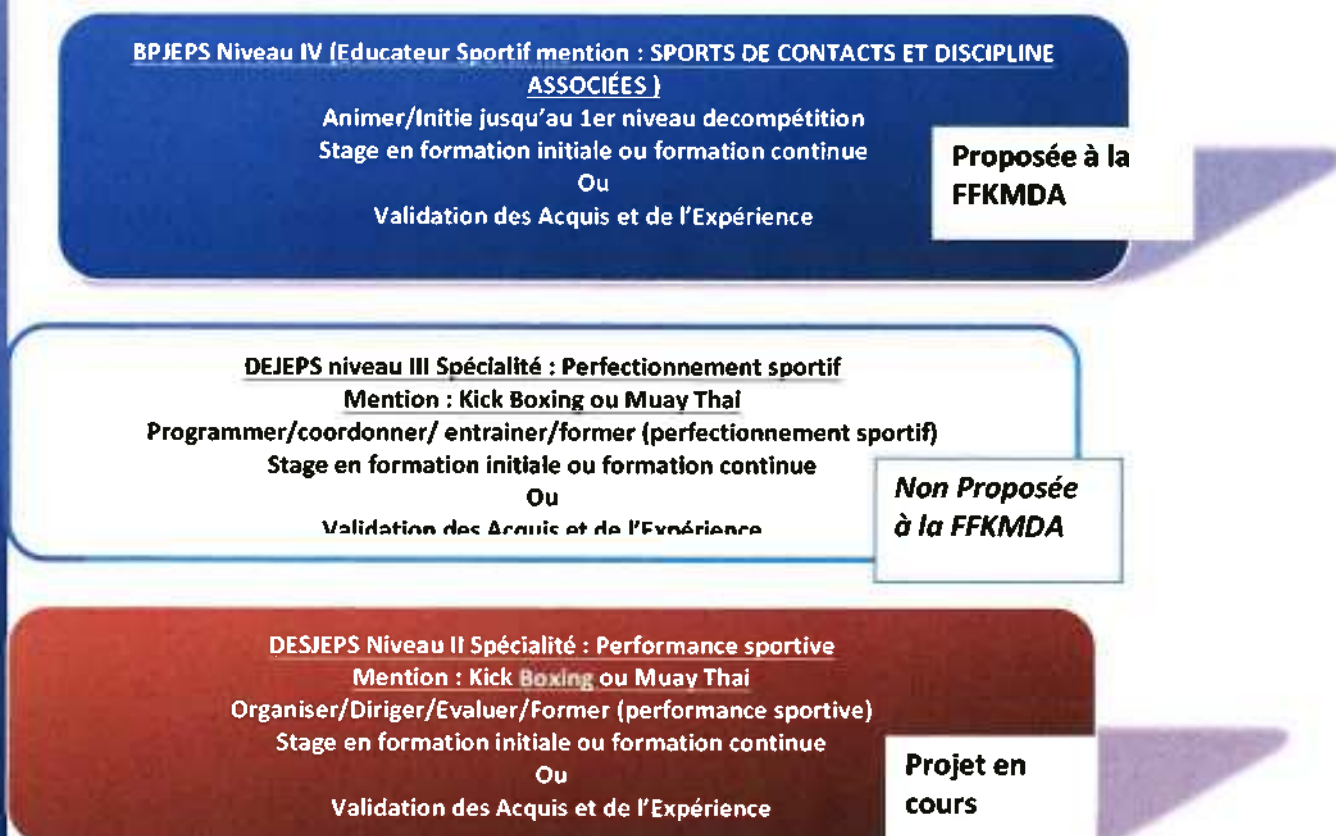 BPJEPS Niveau IV (Educateur Sportif mention : SPORTS DE CONTACTS ET DISCIPLINE
ASSOCIÉES )
Animer/Initie jusqu'au 1er niveau decompétition
Stage en formation initiale ou formation continue
Ou
Validation des Acquis et de l'Expérience
Proposée à la
FFKMDA
DEJEPS niveau III Spécialité : Perfectionnement sportif
Mention : Kick Boxing ou Muay Thai
Programmer/coordonner/ entrainer/former (perfectionnement sportif)
Stage en formation initiale ou formation continue
Ou
Validation des Acquis et de l'Expérience
Non Proposée
à la FFKMDA
DESJEPS Niveau II Spécialité : Performance sportive
Mention : Kick Boxing ou Muay Thai
Organiser/Diriger/Evaluer/Former (performance sportive)
Stage en formation initiale ou formation continue
Ou
Validation des Acquis et de l'Expérience
Projet en
cours